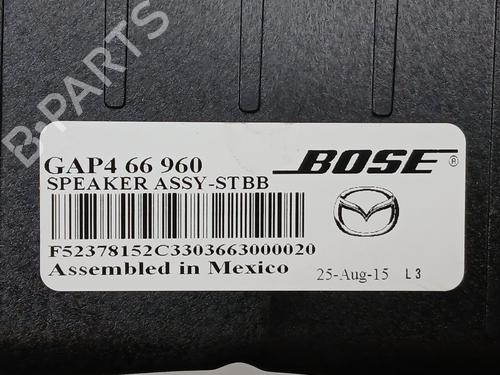 B-PARTS
GAP4 66 960
BOSE ®
SPEAKER ASSY-STBB
F52378152C3303663000020
Assembled in Mexico
25-Aug-15 L3